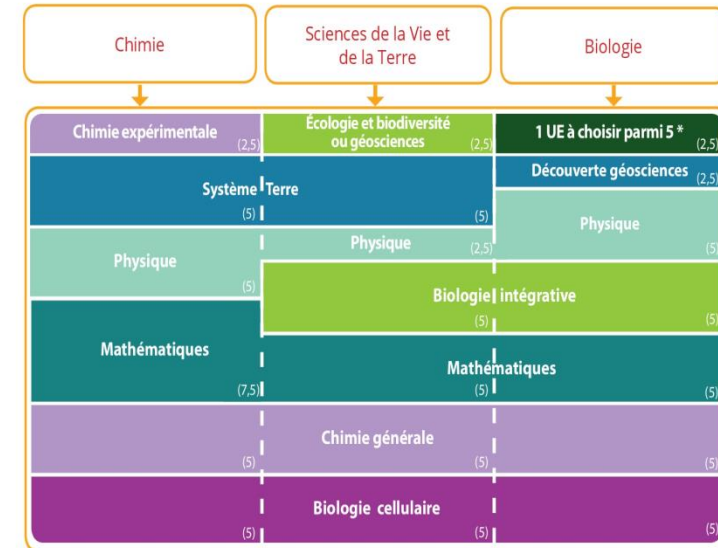 Chimie
Sciences de la Vie et
de la Terre
Biologie
Chimie expérimentale (2,5)
Écologie et biodiversité
ou géosciences (2,5)
1 UE à choisir parmi 5 * (2,5)
Découverte géosciences (2,5)
Système Terre
(5) (5)
Physique
(5)
Physique (2,5)
Physique
(5)
Biologie intégrative
(5) (5)
Mathématiques
(7,5)
Mathématiques
(5) (5)
Chimie générale
(5) (5) (5)
Biologie cellulaire
(5) (5) (5)